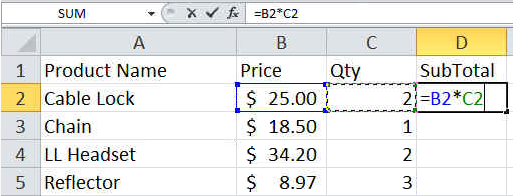 SUM fx =B2*C2
A B C D
1 Product Name Price Qty SubTotal
2 Cable Lock $ 25.00 2 =B2*C2
3 Chain $ 18.50 1
4 LL Headset $ 34.20 2
5 Reflector $ 8.97 3